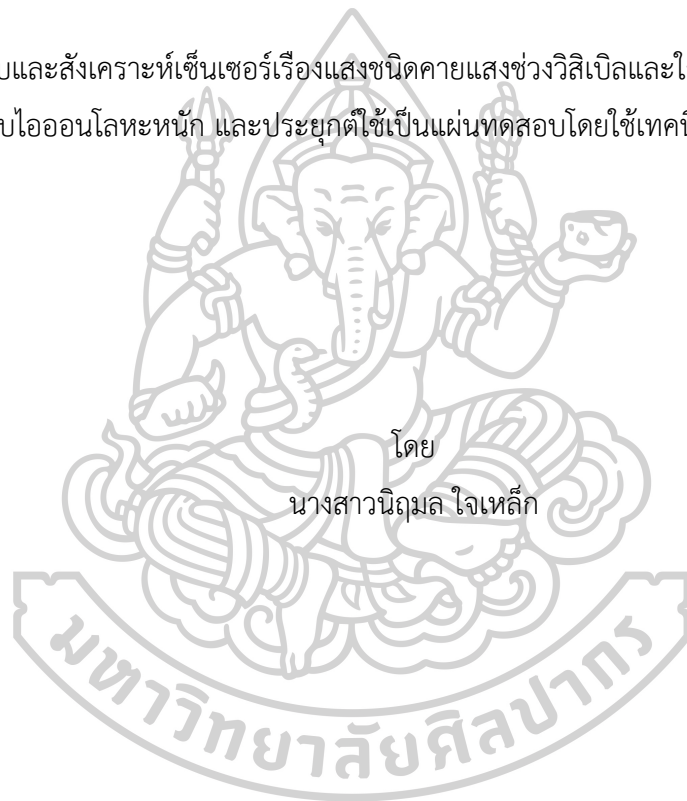 บและสังเคราะห์เซ็นเซอร์เรืองแสงชนิดคายแสงช่วงวิสิเบิลและใ
บไอออนโลหะหนัก และประยุกต์ใช้เป็นแผ่นทดสอบโดยใช้เทคนิ
โดย
นางสาวนิฤมล ใจเหล็ก
มหาวิทยาลัยศิลปากร